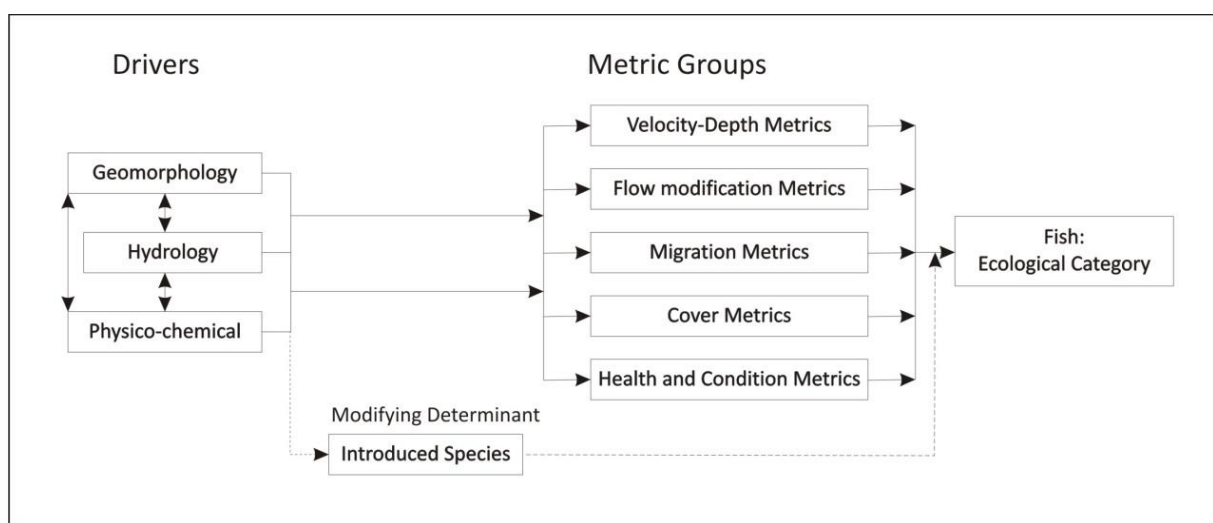 Drivers
Metric Groups
Velocity-Depth Metrics
Geomorphology
Flow modification Metrics
Hydrology
Migration Metrics
Fish:
Ecological Category
Physico-chemical
Cover Metrics
Health and Condition Metrics
Modifying Determinant
Introduced Species